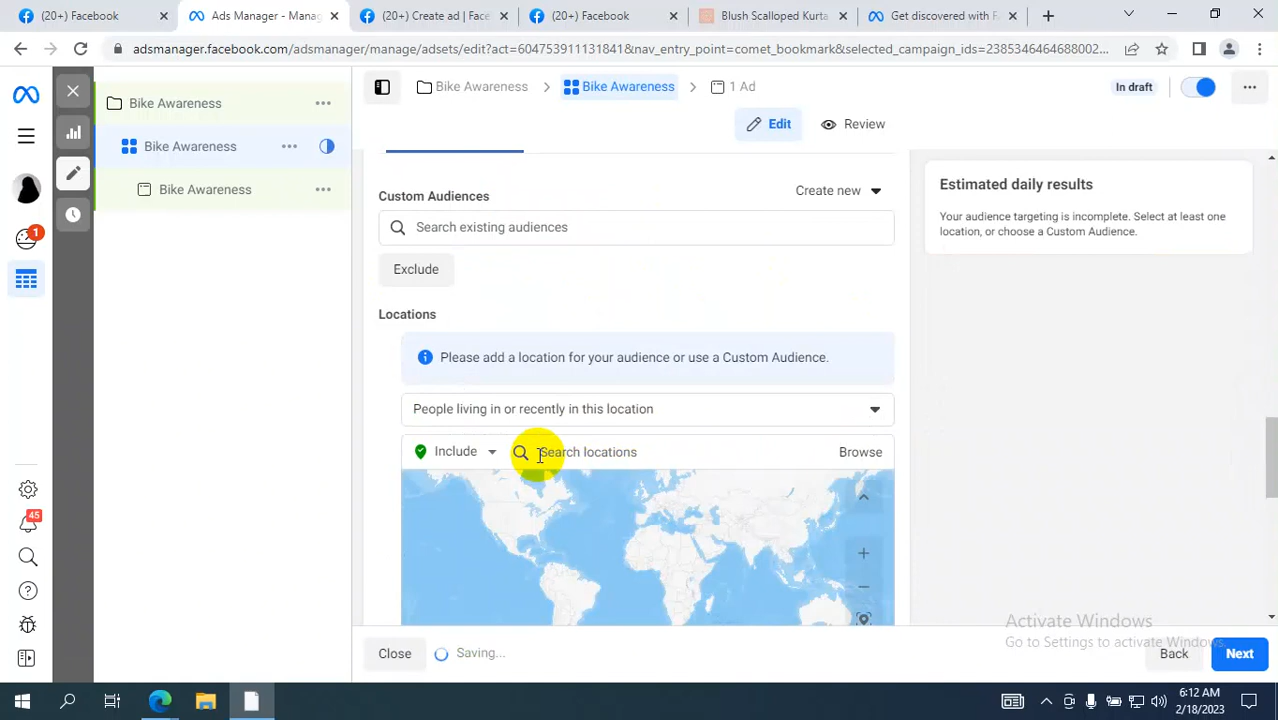 (20+) Facebook
Ads Manager - Manag
(20+) Create ad | Face
(20+) Facebook
Blush Scalloped Kurta
Get discovered with FA
adsmanager.facebook.com/adsmanager/manage/adsets/edit?act=604753911131841&nav_entry_point=comet_bookmark&selected_campaign_ids=2385346464688002...
Bike Awareness
Bike Awareness
1 Ad
In draft
Bike Awareness
Edit
Review
Bike Awareness
Bike Awareness
Custom Audiences
Create new
Search existing audiences
Exclude
Estimated daily results
Your audience targeting is incomplete. Select at least one
location, or choose a Custom Audience.
1
Locations
Please add a location for your audience or use a Custom Audience.
People living in or recently in this location
Include
Search locations
Browse
45
Close
Saving...
Back
Next
Activate Windows
Go to Settings to activate Windows.
6:12 AM
2/18/2023